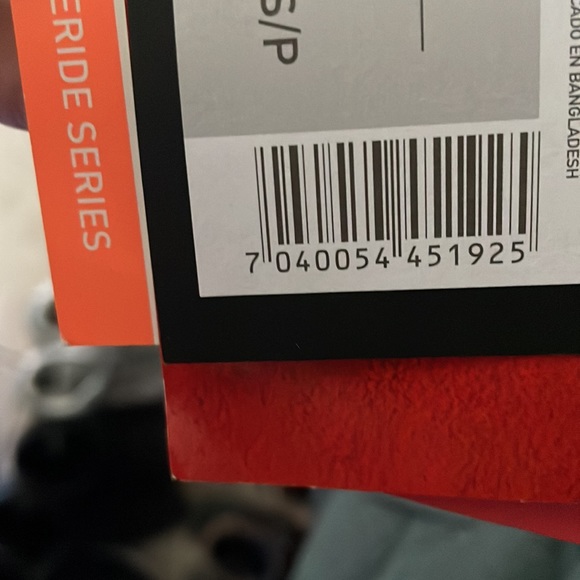 ERIDE SERIES
S/P
CADO EN BANGLADESH
7 040054 451925